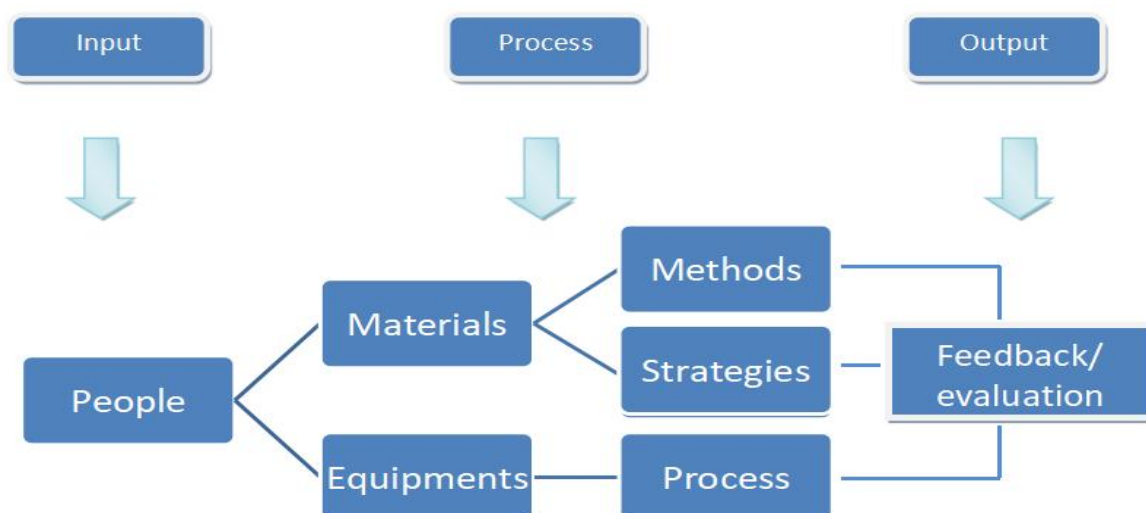 Input
Process
Output
Methods
Materials
Strategies
Feedback/
evaluation
People
Equipments
Process